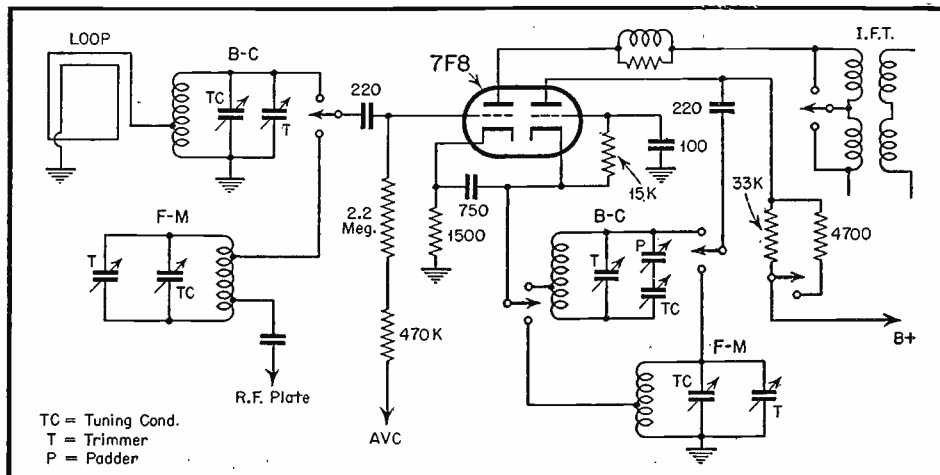 LOOP
B-C
TC
T
220
7F8
I.F.T.
220
100
15K
33K
4700
750
1500
2.2
Meg.
470K
AVC
F-M
T
TC
R.F. Plate
B-C
T
P
TC
B+
F-M
TC
T
TC = Tuning Cond.
T = Trimmer
P = Padder